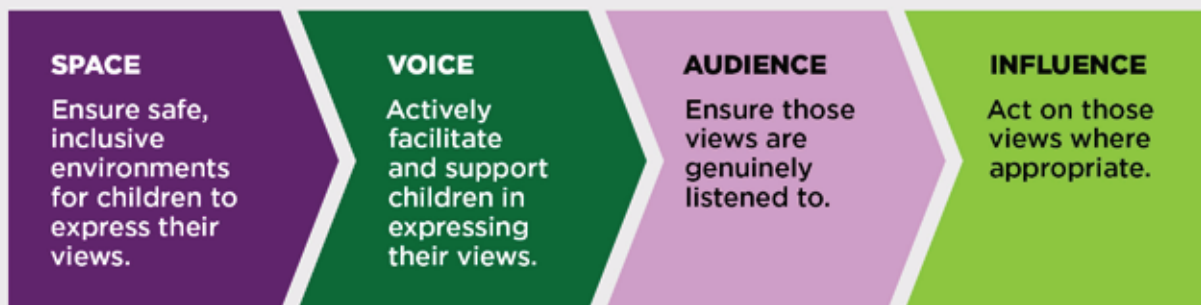 SPACE
Ensure safe,
inclusive
environments
for children to
express their
views.
VOICE
Actively
facilitate
and support
children in
expressing
their views.
AUDIENCE
Ensure those
views are
genuinely
listened to.
INFLUENCE
Act on those
views where
appropriate.